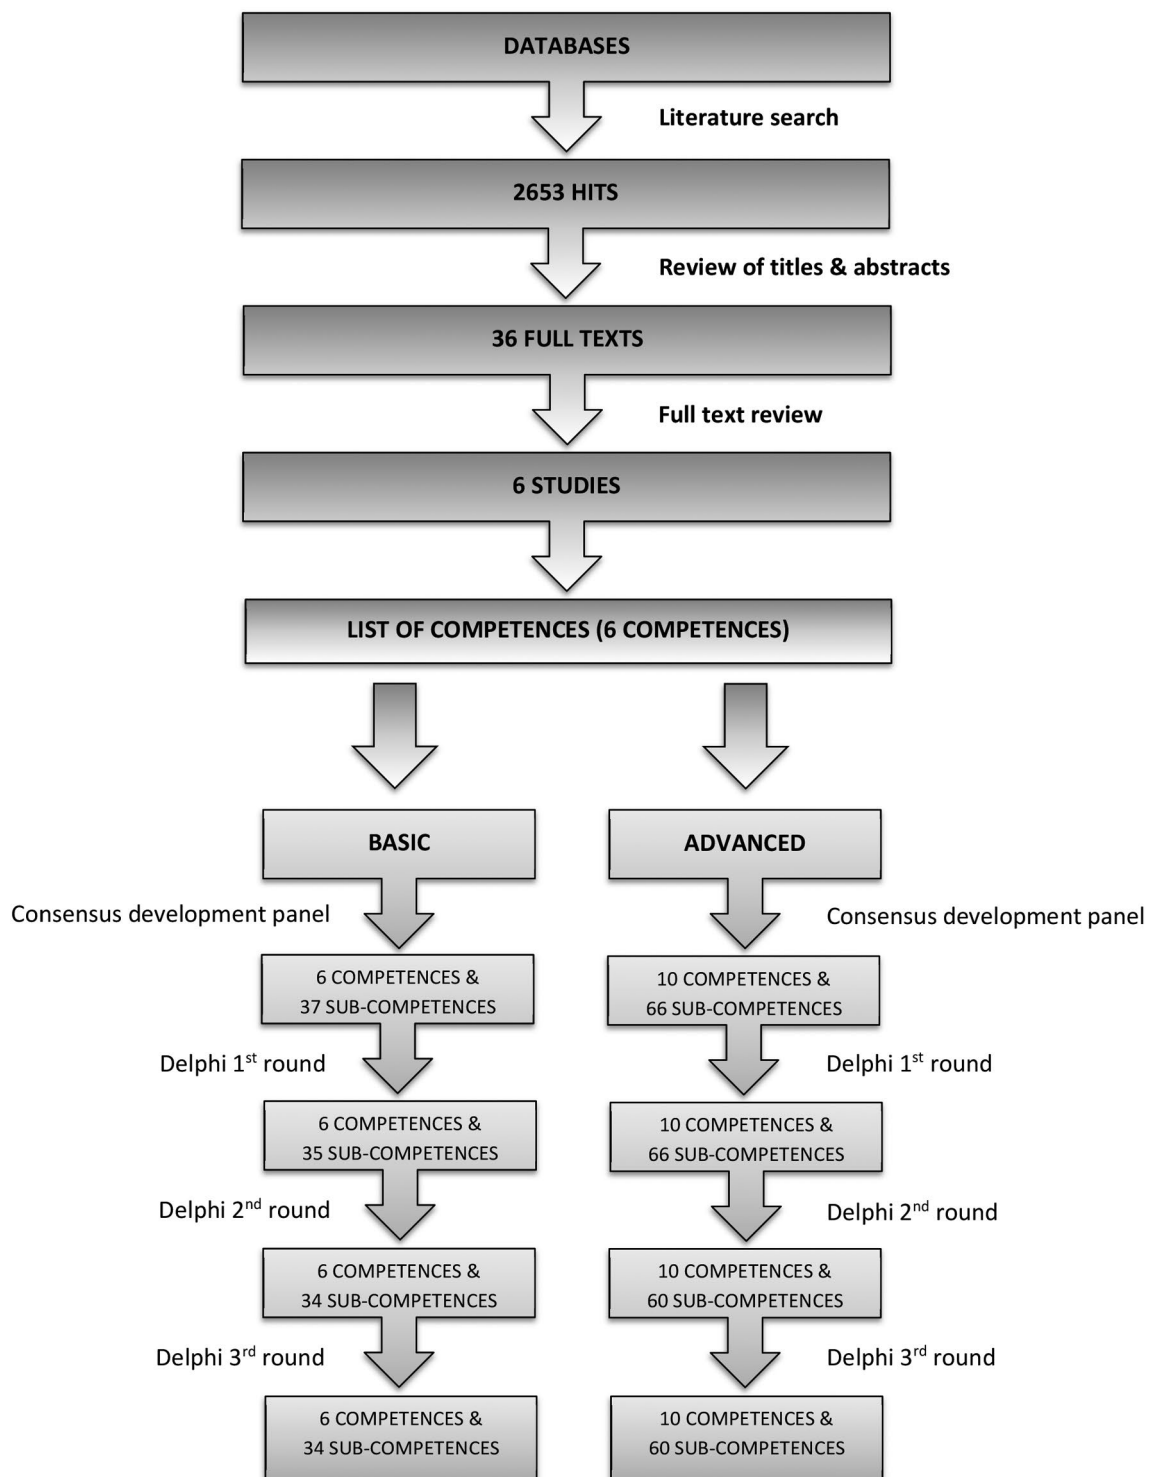 DATABASES
Literature search
2653 HITS
Review of titles & abstracts
36 FULL TEXTS
Full text review
6 STUDIES
LIST OF COMPETENCES (6 COMPETENCES)
BASIC
ADVANCED
Consensus development panel
Consensus development panel
6 COMPETENCES &
37 SUB-COMPETENCES
10 COMPETENCES &
66 SUB-COMPETENCES
Delphi 1st round
Delphi 1st round
6 COMPETENCES &
35 SUB-COMPETENCES
10 COMPETENCES &
66 SUB-COMPETENCES
Delphi 2nd round
Delphi 2nd round
6 COMPETENCES &
34 SUB-COMPETENCES
10 COMPETENCES &
60 SUB-COMPETENCES
Delphi 3rd round
Delphi 3rd round
6 COMPETENCES &
34 SUB-COMPETENCES
10 COMPETENCES &
60 SUB-COMPETENCES